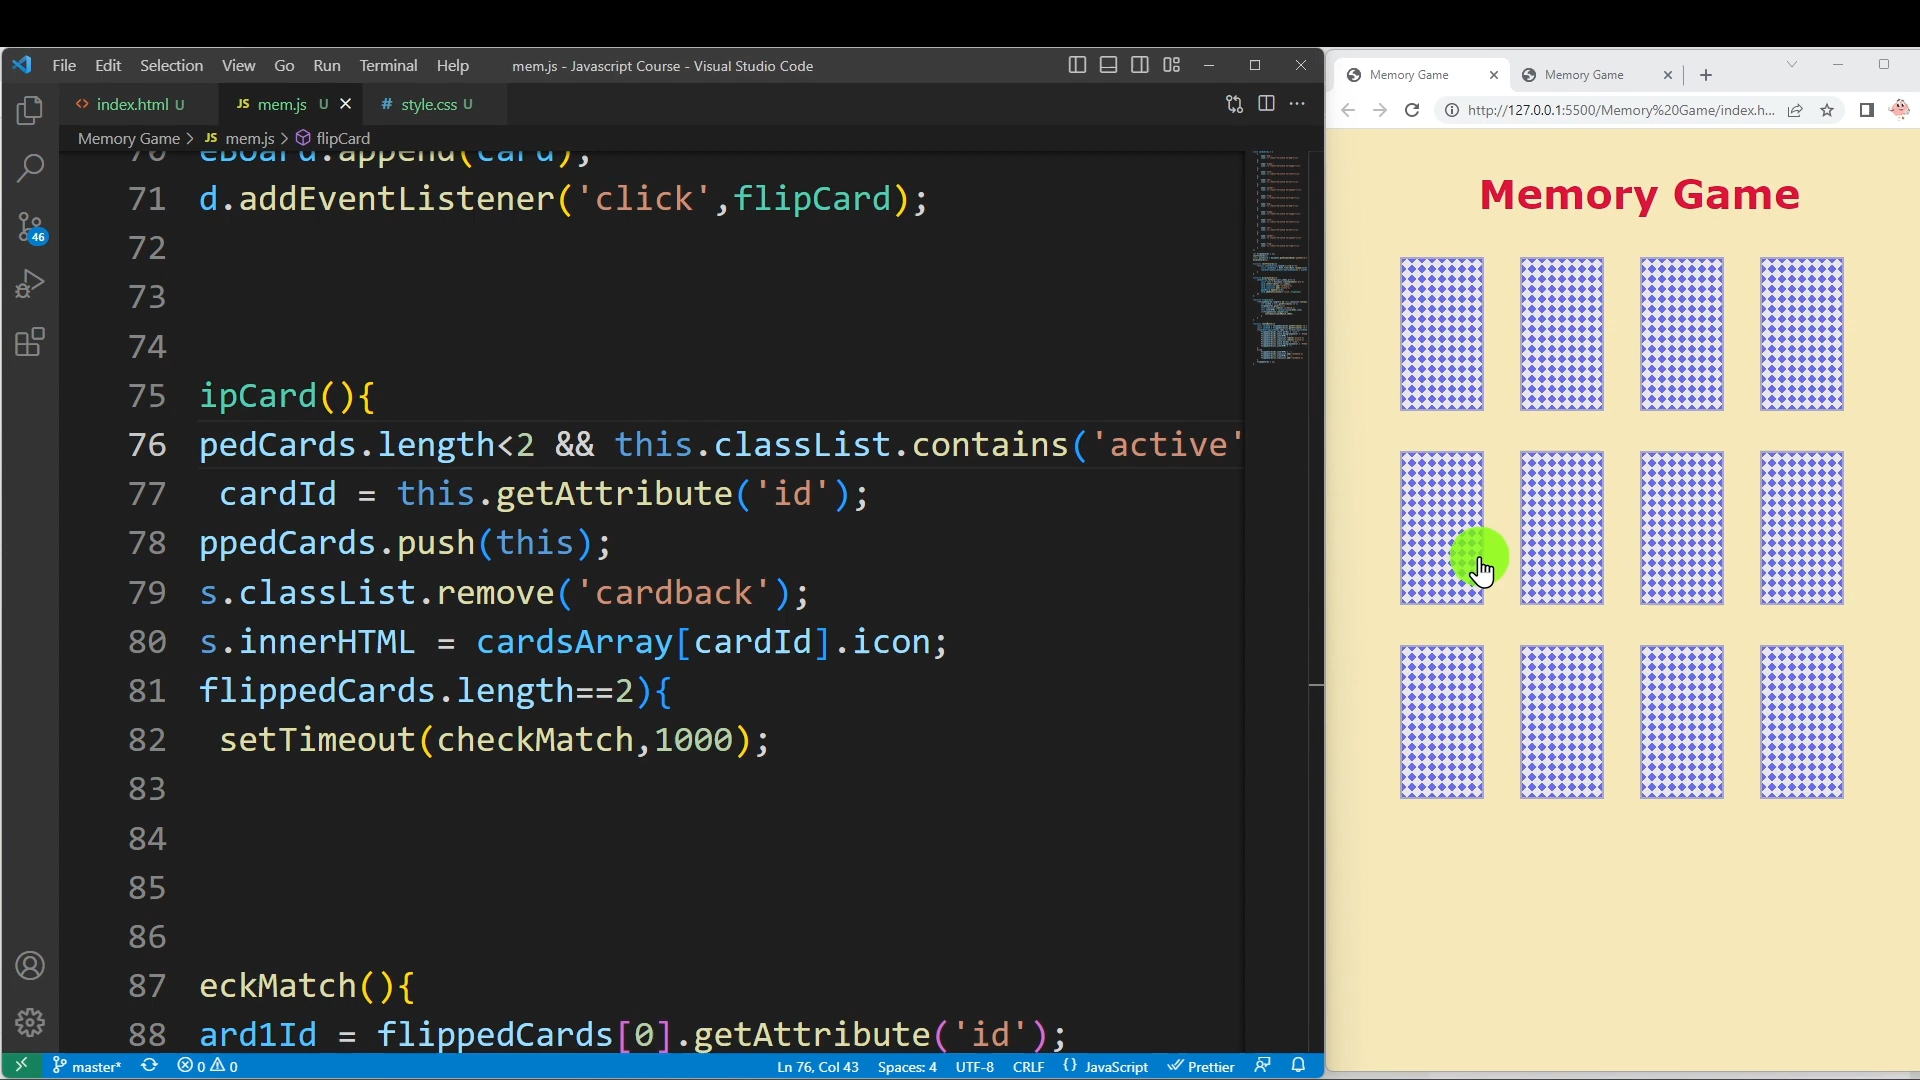 File Edit Selection View Go Run Terminal Help mem.js - Javascript Course - Visual Studio Code
index.html U JS mem.js U # style.css U
Memory Game > JS mem.js > flipCard
70 eBoard.append(card);
71 d.addEventListener('click',flipCard);
72
73
74
75 ipCard(){
76 pedCards.length<2 && this.classList.contains('active'
77 cardId = this.getAttribute('id');
78 ppedCards.push(this);
79 s.classList.remove('cardback');
80 s.innerHTML = cardsArray[cardId].icon;
81 flippedCards.length==2){
82 setTimeout(checkMatch,1000);
83
84
85
86
87 eckMatch(){
88 ard1Id = flippedCards[0].getAttribute('id');
46
master* 0 0 Ln 76, Col 43 Spaces: 4 UTF-8 CRLF {} JavaScript Prettier
Memory Game Memory Game
http://127.0.0.1:5500/Memory%20Game/index.h...
Memory Game